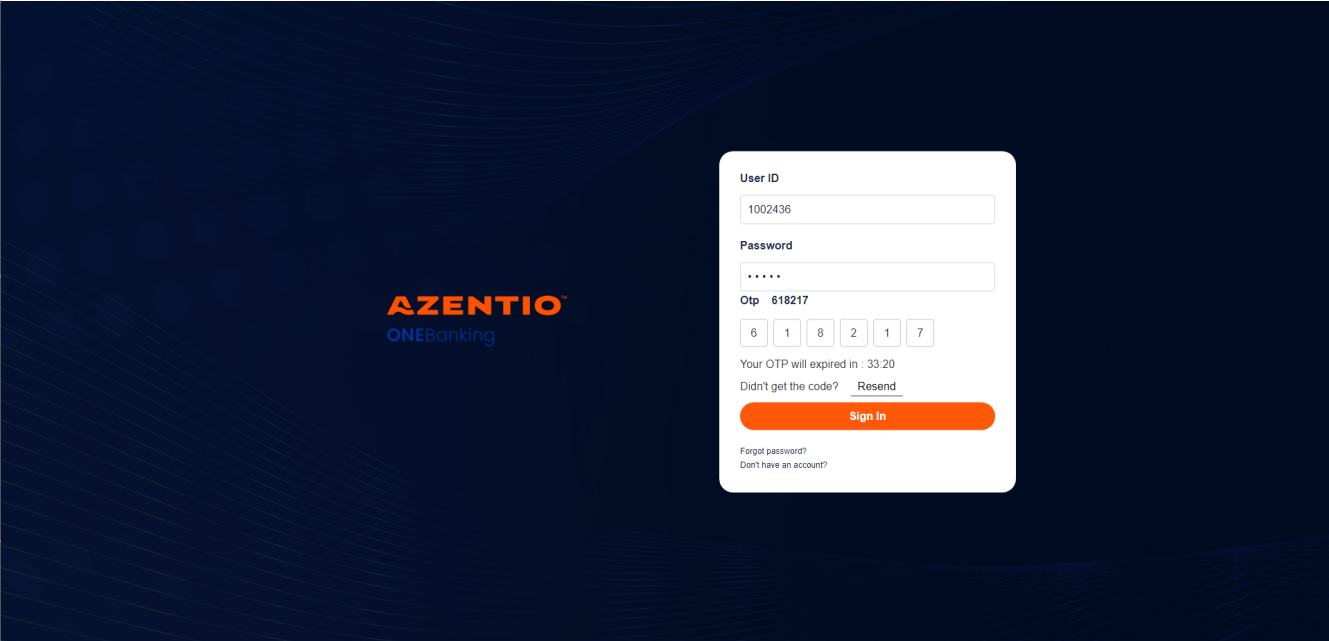 User ID
1002436
Password
•••••
Otp 618217
6 1 8 2 1 7
Your OTP will expired in : 33:20
Didn't get the code? Resend
Sign In
Forgot password?
Don't have an account?
AZENTIO™
ONEBanking